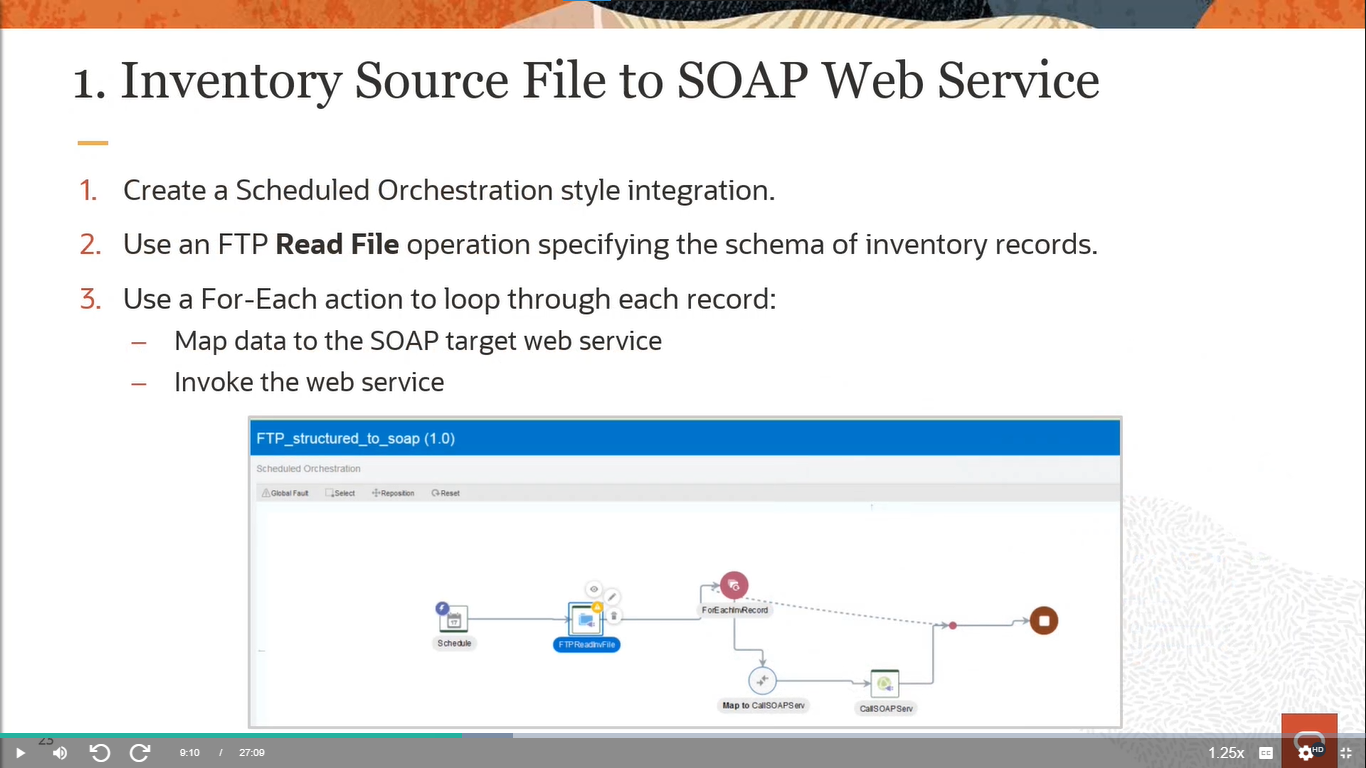 1. Inventory Source File to SOAP Web Service
1. Create a Scheduled Orchestration style integration.
2. Use an FTP Read File operation specifying the schema of inventory records.
3. Use a For-Each action to loop through each record:
– Map data to the SOAP target web service
– Invoke the web service
FTP_structured_to_soap (1.0)
Scheduled Orchestration
Global Fault Select Reposition Reset
ForEachInvRecord
Schedule
FTPReadInvFile
Map to CallSOAPServ
CallSOAPServ
23
9:10 / 27:09
1.25x CC HD